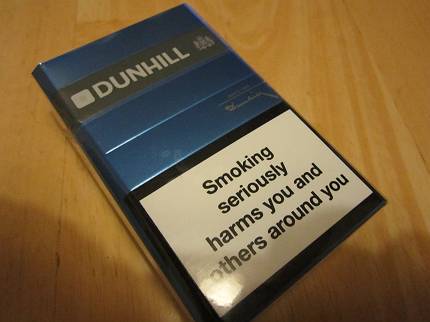 DUNHILL
Smoking
seriously
harms you and
others around you